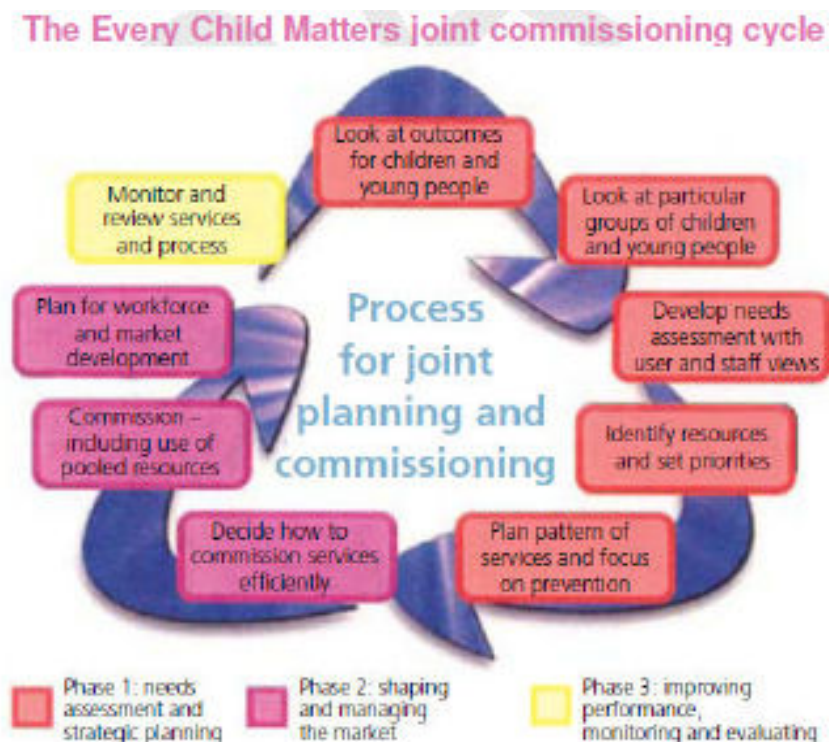 The Every Child Matters joint commissioning cycle
Look at outcomes
for children and
young people
Look at particular
groups of children
and young people
Develop needs
assessment with
user and staff views
Identify resources
and set priorities
Plan pattern of
services and focus
on prevention
Decide how to
commission services
efficiently
Commission –
including use of
pooled resources
Plan for workforce
and market
development
Monitor and
review services
and process
Process
for joint
planning and
commissioning
Phase 1: needs
assessment and
strategic planning
Phase 2: shaping
and managing
the market
Phase 3: improving
performance,
monitoring and evaluating